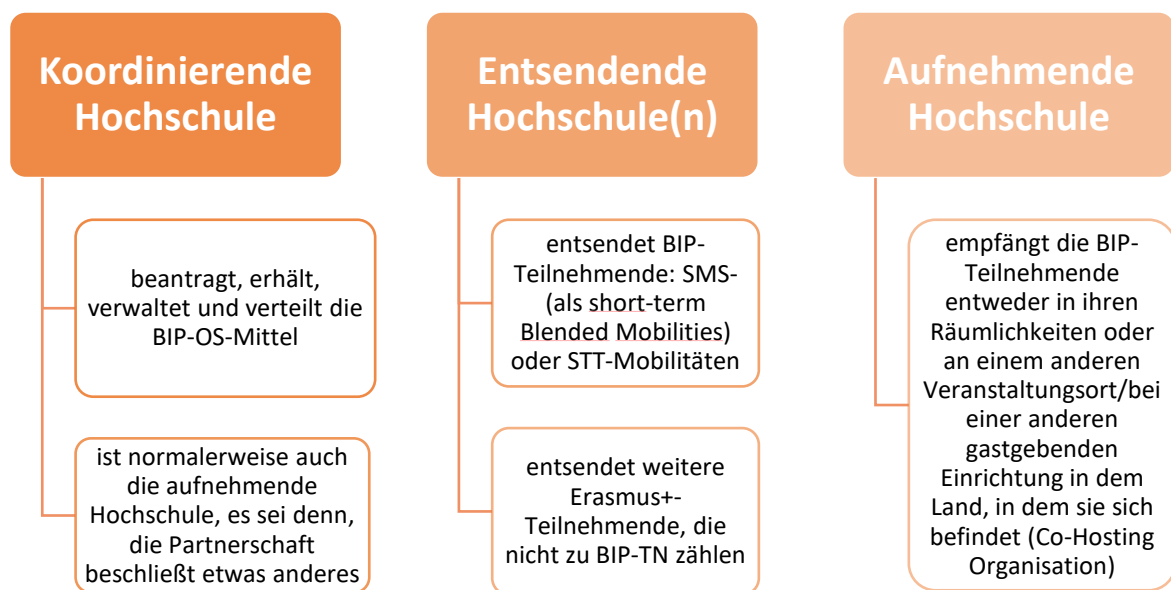 Koordinierende
Hochschule
beantragt, erhält,
verwaltet und verteilt die
BIP-OS-Mittel
ist normalerweise auch
die aufnehmende
Hochschule, es sei denn,
die Partnerschaft
beschließt etwas anderes
Entsendende
Hochschule(n)
entsendet BIP-
Teilnehmende: SMS-
(als short-term
Blended Mobilities)
oder STT-Mobilitäten
entsendet weitere
Erasmus+-
Teilnehmende, die
nicht zu BIP-TN zählen
Aufnehmende
Hochschule
empfängt die BIP-
Teilnehmende
entweder in ihren
Räumlichkeiten oder
an einem anderen
Veranstaltungsort/bei
einer anderen
gastgebenden
Einrichtung in dem
Land, in dem sie sich
befindet (Co-Hosting
Organisation)